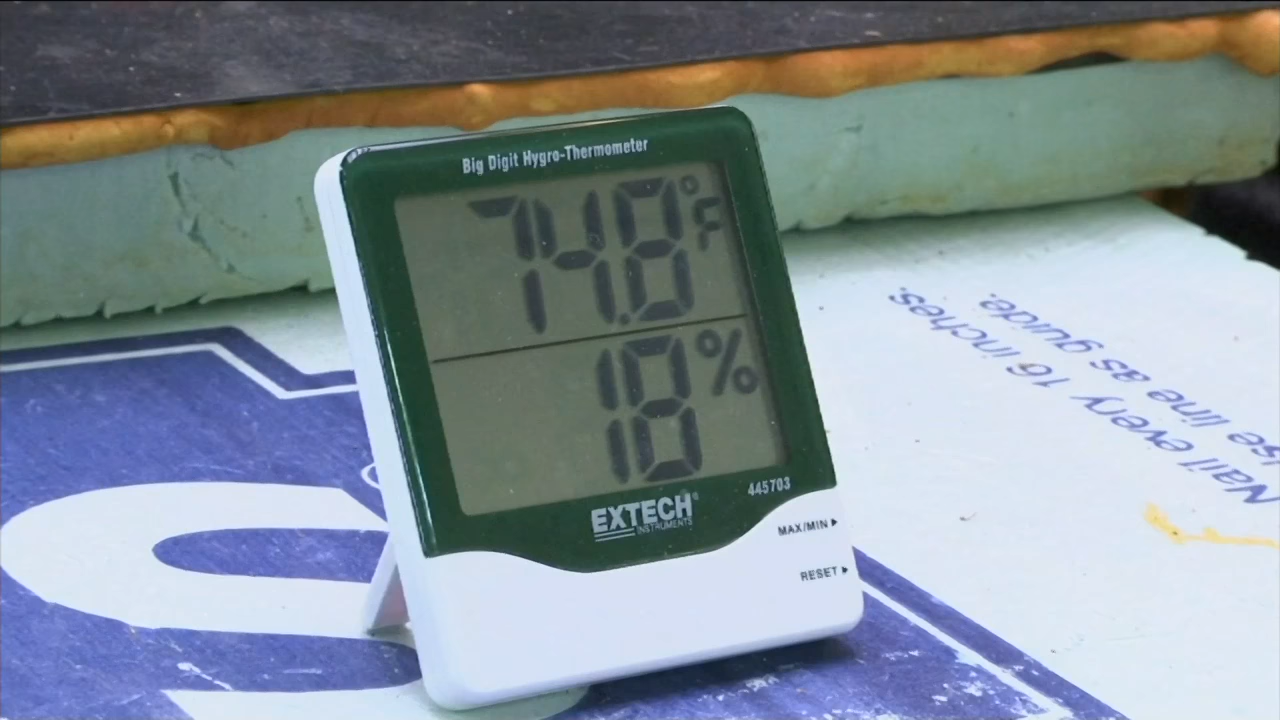 Big Digit Hygro-Thermometer
74.8°F
18%
EXTECH®
INSTRUMENTS
445703
MAX/MIN
RESET
Nail every 16 inches.
se line as guide.